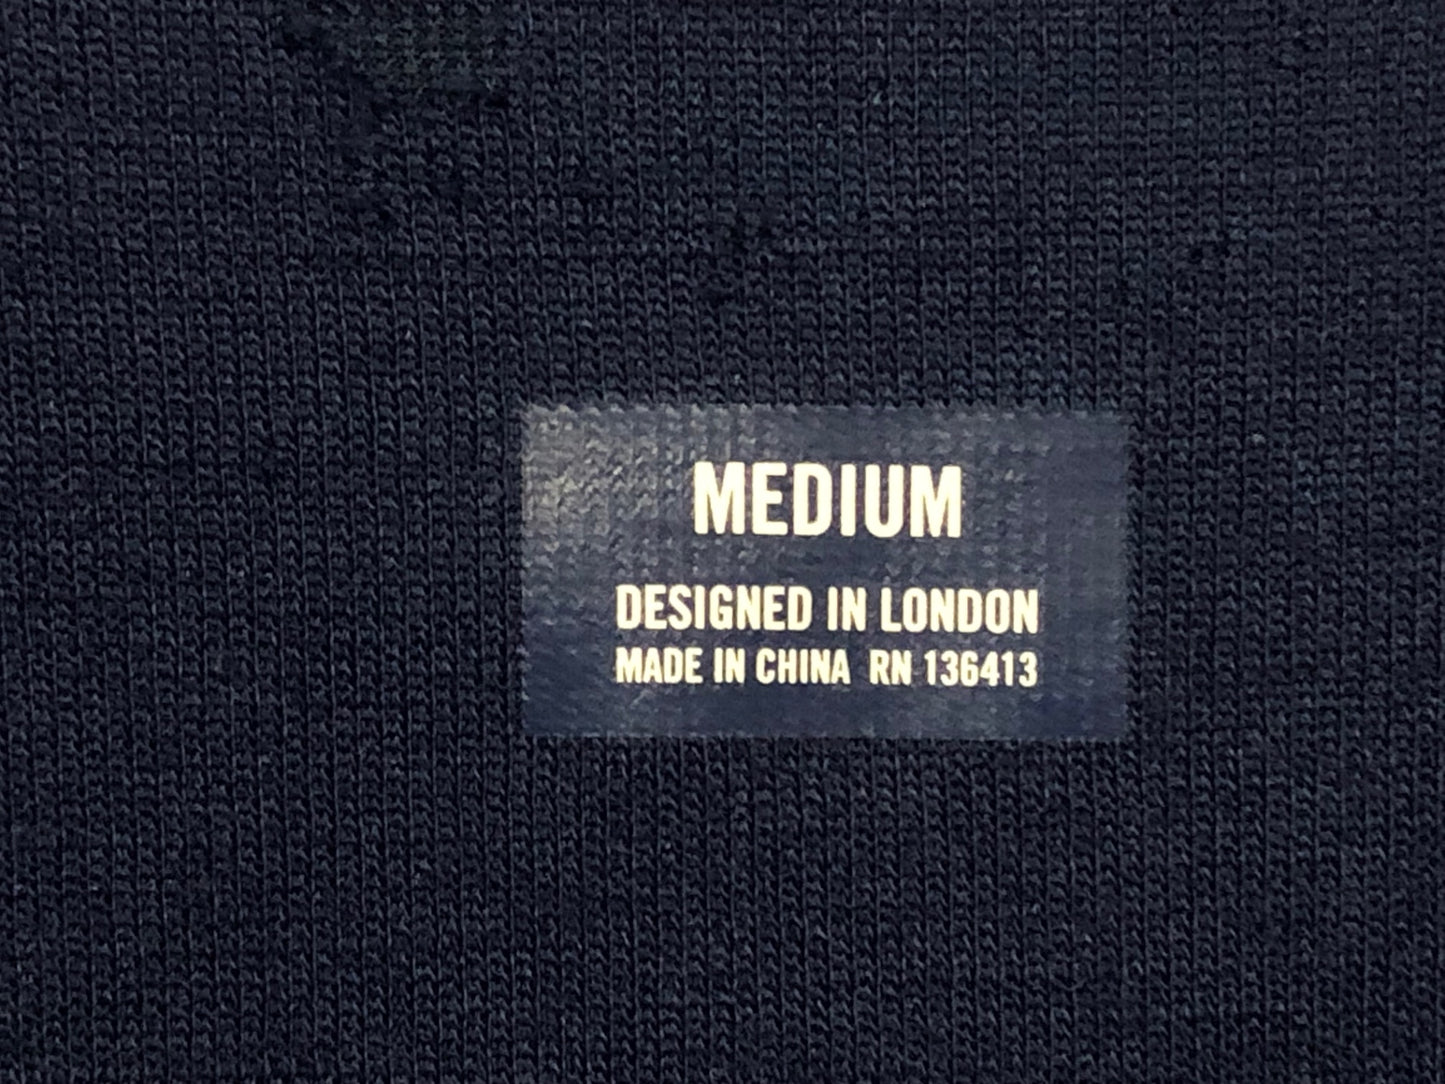 MEDIUM
DESIGNED IN LONDON
MADE IN CHINA RN 136413